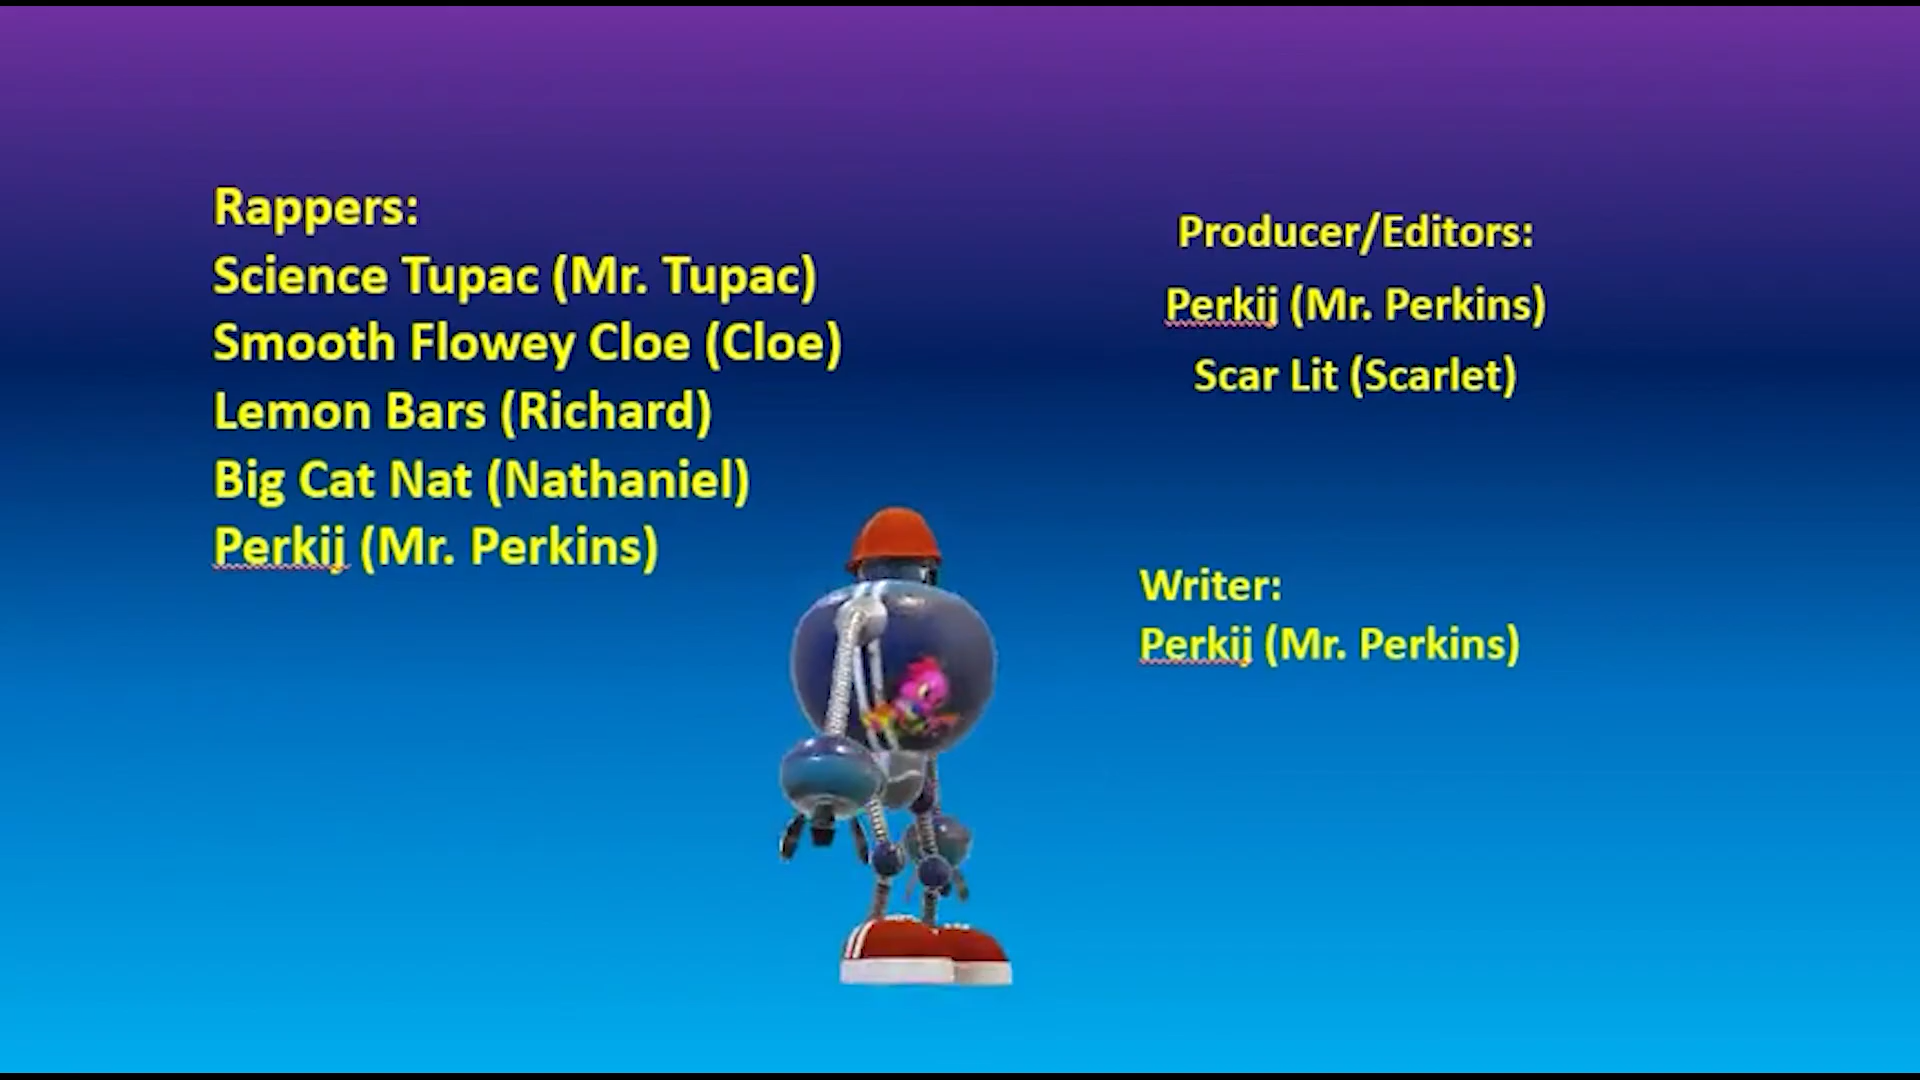 Rappers:
Science Tupac (Mr. Tupac)
Smooth Flowey Cloe (Cloe)
Lemon Bars (Richard)
Big Cat Nat (Nathaniel)
Perkij (Mr. Perkins)
Producer/Editors:
Perkij (Mr. Perkins)
Scar Lit (Scarlet)
Writer:
Perkij (Mr. Perkins)